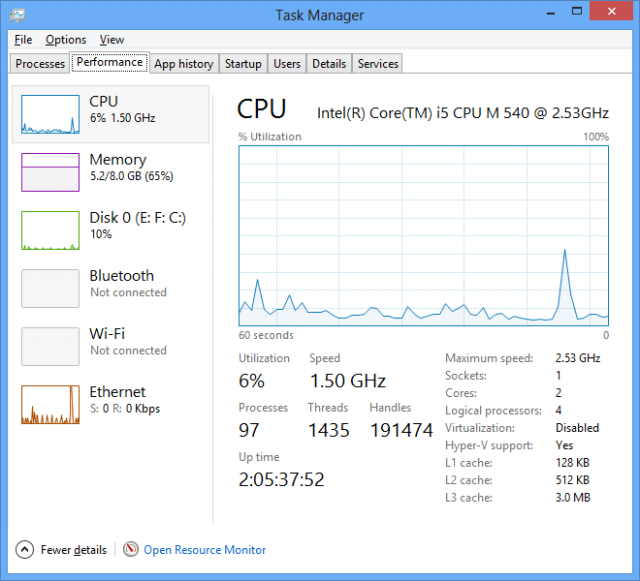 Task Manager
File Options View
Processes Performance App history Startup Users Details Services
CPU
6% 1.50 GHz
Memory
5.2/8.0 GB (65%)
Disk 0 (E: F: C:)
10%
Bluetooth
Not connected
Wi-Fi
Not connected
Ethernet
S: 0 R: 0 Kbps
CPU Intel(R) Core(TM) i5 CPU M 540 @ 2.53GHz
% Utilization 100%
60 seconds 0
Utilization Speed
6% 1.50 GHz
Processes Threads Handles
97 1435 191474
Up time
2:05:37:52
Maximum speed: 2.53 GHz
Sockets: 1
Cores: 2
Logical processors: 4
Virtualization: Disabled
Hyper-V support: Yes
L1 cache: 128 KB
L2 cache: 512 KB
L3 cache: 3.0 MB
Fewer details Open Resource Monitor